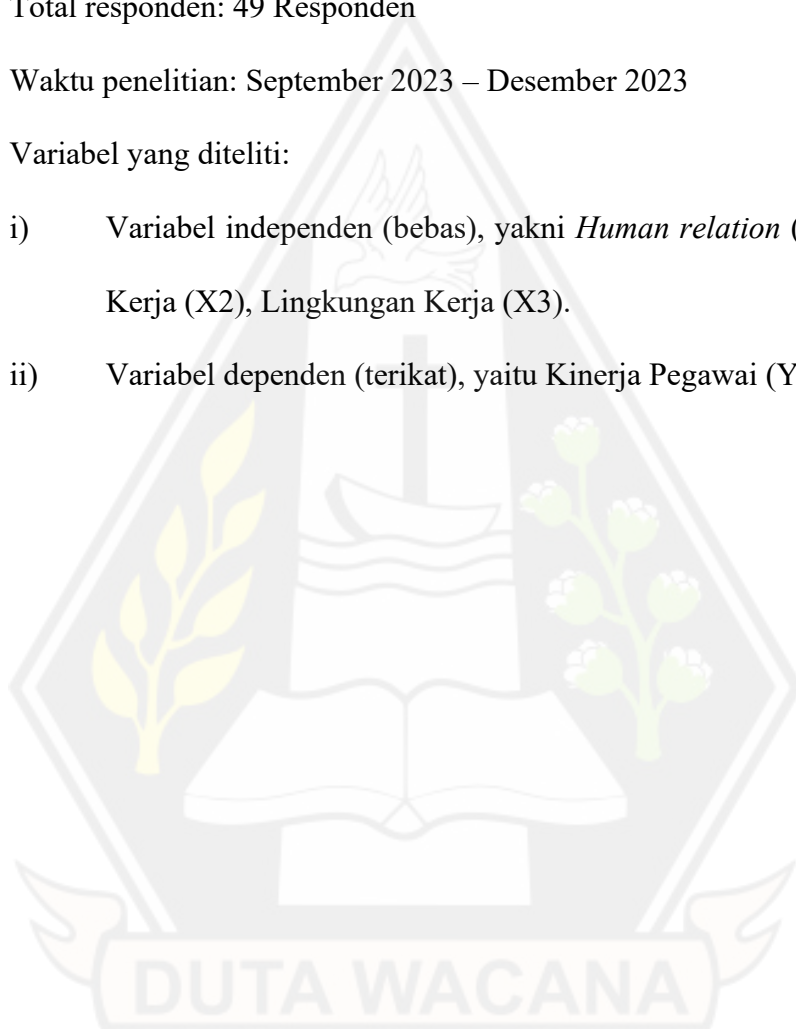 Total responden: 49 Responden
Waktu penelitian: September 2023 – Desember 2023
Variabel yang diteliti:
i) Variabel independen (bebas), yakni Human relation (
Kerja (X2), Lingkungan Kerja (X3).
ii) Variabel dependen (terikat), yaitu Kinerja Pegawai (Y
DUTA WACANA